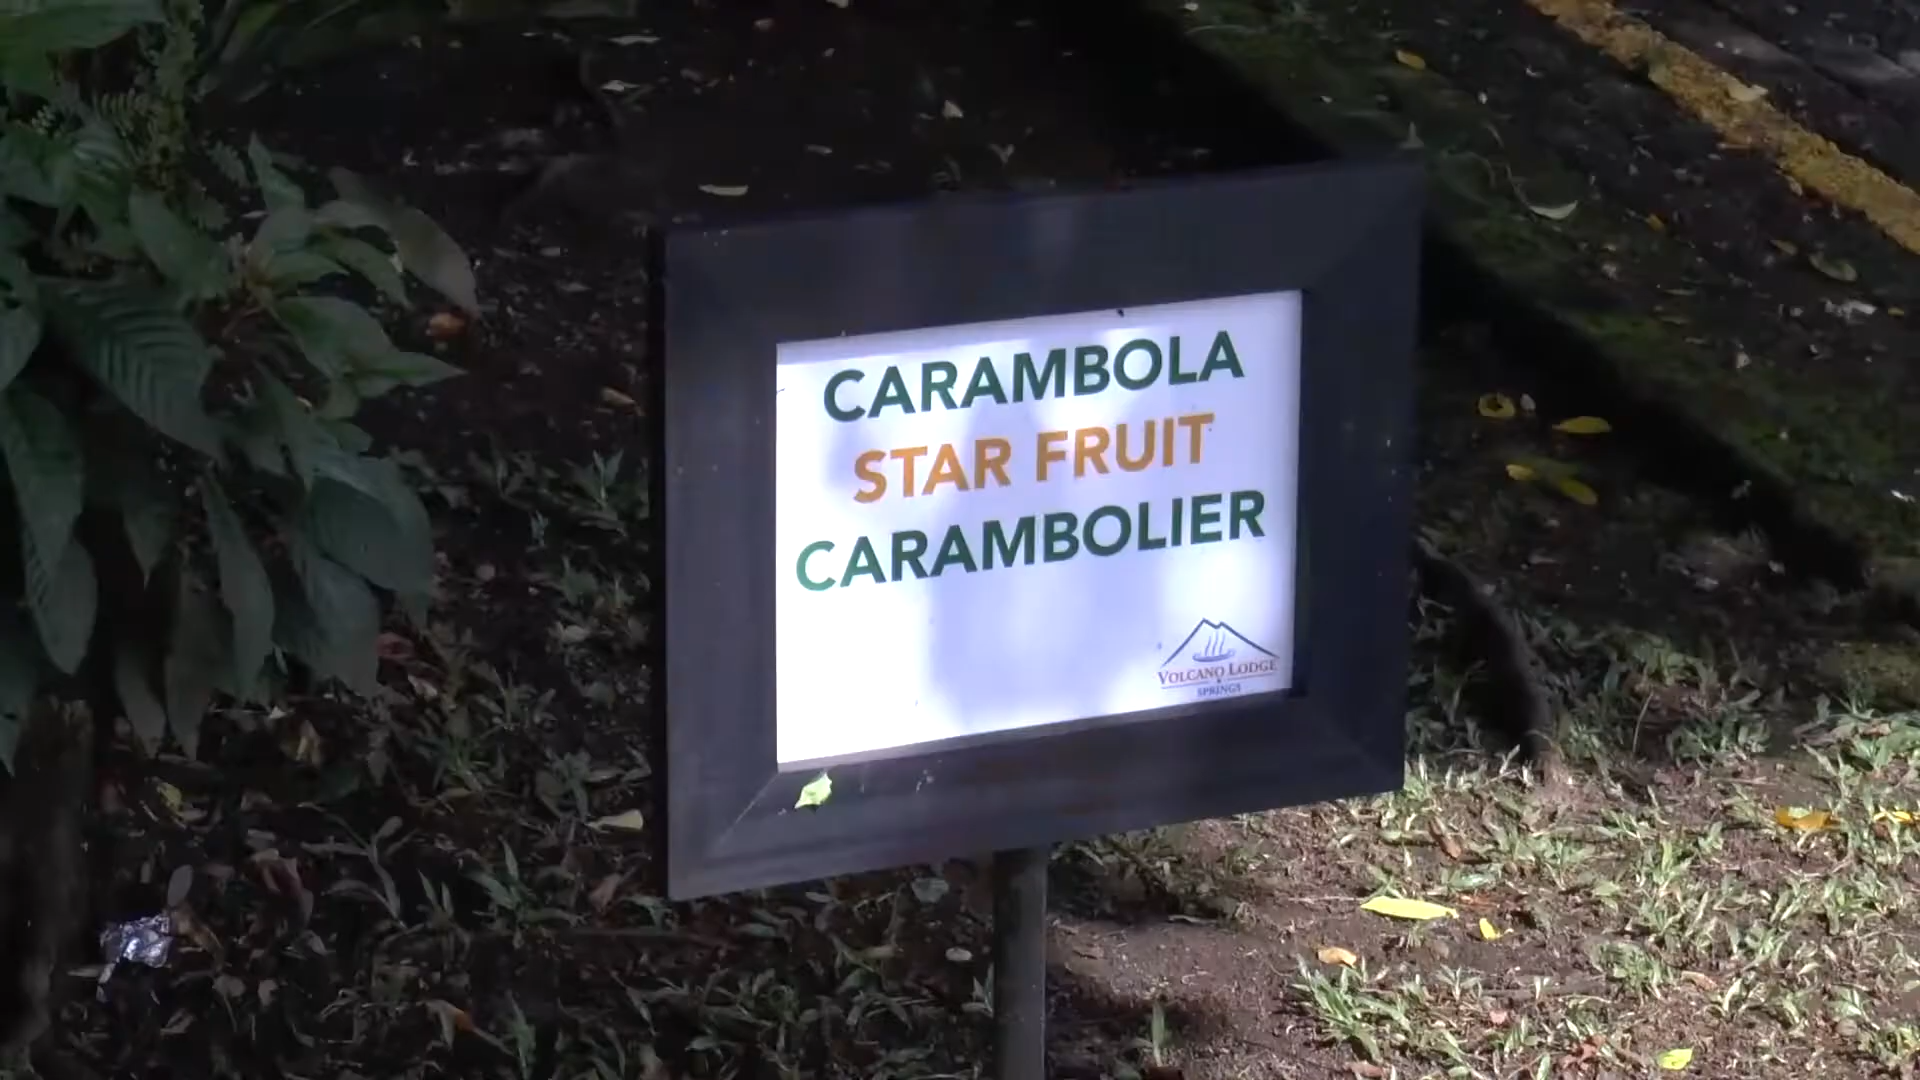 CARAMBOLA
STAR FRUIT
CARAMBOLIER
VOLCANO LODGE
SPRINGS